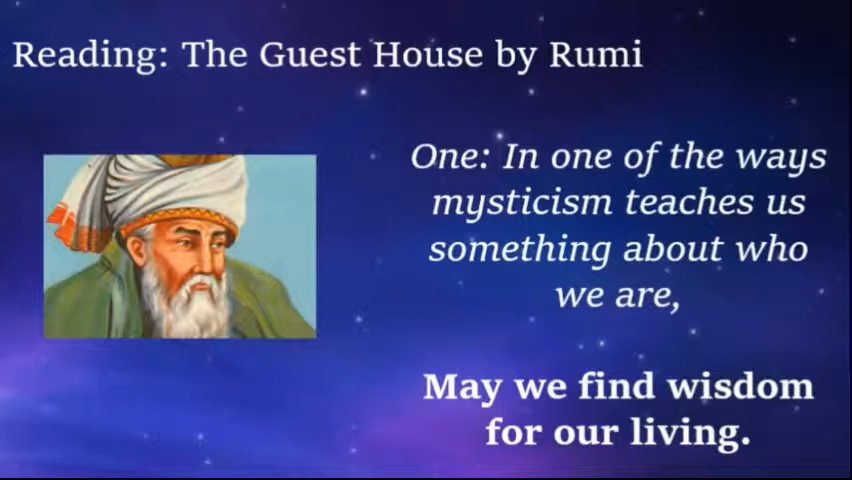 Reading: The Guest House by Rumi
One: In one of the ways
mysticism teaches us
something about who
we are,
May we find wisdom
for our living.